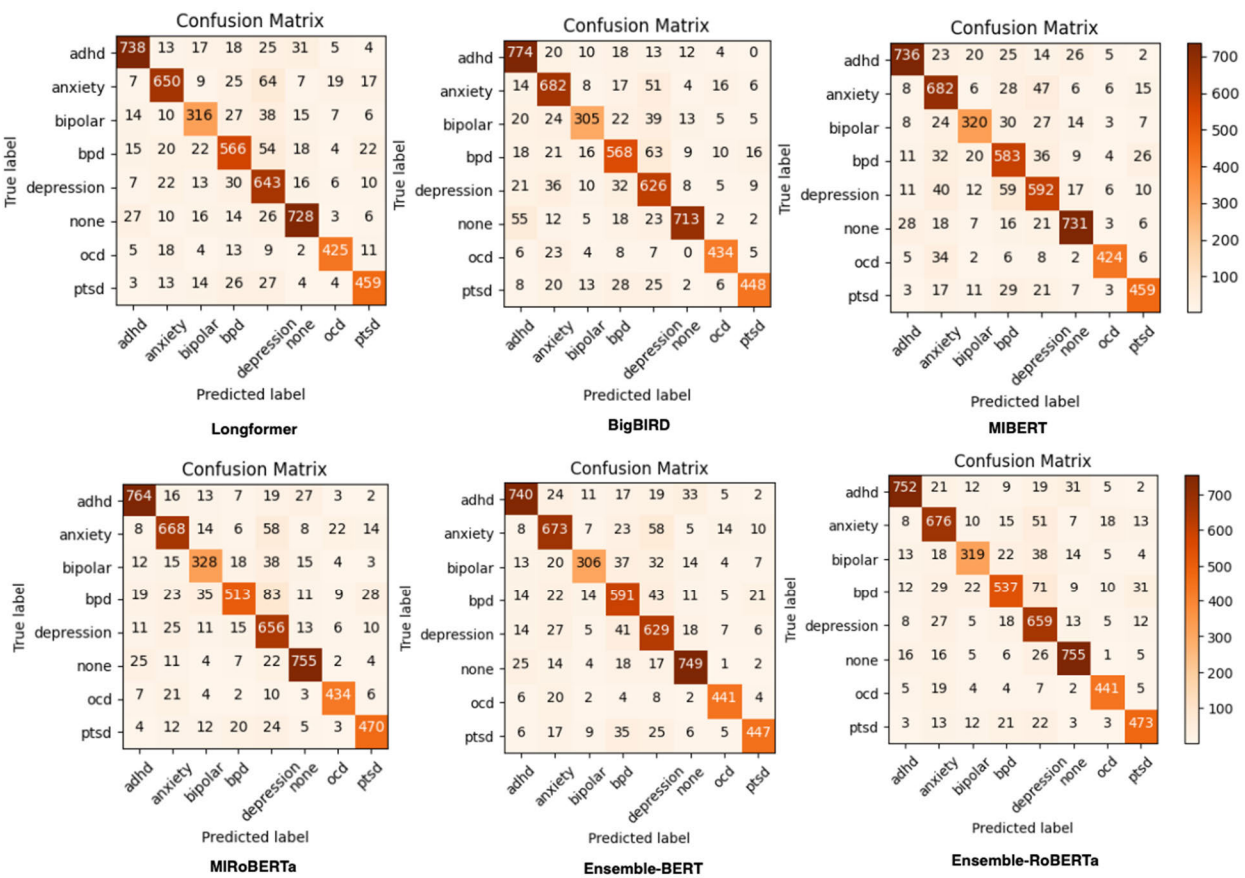 Confusion Matrix
adhd 738 13 17 18 25 31 5 4
anxiety 7 650 9 25 64 7 19 17
bipolar 14 10 316 27 38 15 7 6
bpd 15 20 22 566 54 18 4 22
depression 7 22 13 30 643 16 6 10
none 27 10 16 14 26 728 3 6
ocd 5 18 4 13 9 2 425 11
ptsd 3 13 14 26 27 4 4 459
True label
adhd anxiety bipolar bpd depression none ocd ptsd
Predicted label
Longformer
Confusion Matrix
adhd 774 20 10 18 13 12 4 0
anxiety 14 682 8 17 51 4 16 6
bipolar 20 24 305 22 39 13 5 5
bpd 18 21 16 568 63 9 10 16
depression 21 36 10 32 626 8 5 9
none 55 12 5 18 23 713 2 2
ocd 6 23 4 8 7 0 434 5
ptsd 8 20 13 28 25 2 6 448
True label
adhd anxiety bipolar bpd depression none ocd ptsd
Predicted label
BigBIRD
Confusion Matrix
adhd 736 23 20 25 14 26 5 2
anxiety 8 682 6 28 47 6 6 15
bipolar 8 24 320 30 27 14 3 7
bpd 11 32 20 583 36 9 4 26
depression 11 40 12 59 592 17 6 10
none 28 18 7 16 21 731 3 6
ocd 5 34 2 6 8 2 424 6
ptsd 3 17 11 29 21 7 3 459
True label
adhd anxiety bipolar bpd depression none ocd ptsd
Predicted label
MIBERT
700
600
500
400
300
200
100
Confusion Matrix
adhd 764 16 13 7 19 27 3 2
anxiety 8 668 14 6 58 8 22 14
bipolar 12 15 328 18 38 15 4 3
bpd 19 23 35 513 83 11 9 28
depression 11 25 11 15 656 13 6 10
none 25 11 4 7 22 755 2 4
ocd 7 21 4 2 10 3 434 6
ptsd 4 12 12 20 24 5 3 470
True label
adhd anxiety bipolar bpd depression none ocd ptsd
Predicted label
MIRoBERTa
Confusion Matrix
adhd 740 24 11 17 19 33 5 2
anxiety 8 673 7 23 58 5 14 10
bipolar 13 20 306 37 32 14 4 7
bpd 14 22 14 591 43 11 5 21
depression 14 27 5 41 629 18 7 6
none 25 14 4 18 17 749 1 2
ocd 6 20 2 4 8 2 441 4
ptsd 6 17 9 35 25 6 5 447
True label
adhd anxiety bipolar bpd depression none ocd ptsd
Predicted label
Ensemble-BERT
Confusion Matrix
adhd 752 21 12 9 19 31 5 2
anxiety 8 676 10 15 51 7 18 13
bipolar 13 18 319 22 38 14 5 4
bpd 12 29 22 537 71 9 10 31
depression 8 27 5 18 659 13 5 12
none 16 16 5 6 26 755 1 5
ocd 5 19 4 4 7 2 441 5
ptsd 3 13 12 21 22 3 3 473
True label
adhd anxiety bipolar bpd depression none ocd ptsd
Predicted label
Ensemble-RoBERTa
700
600
500
400
300
200
100